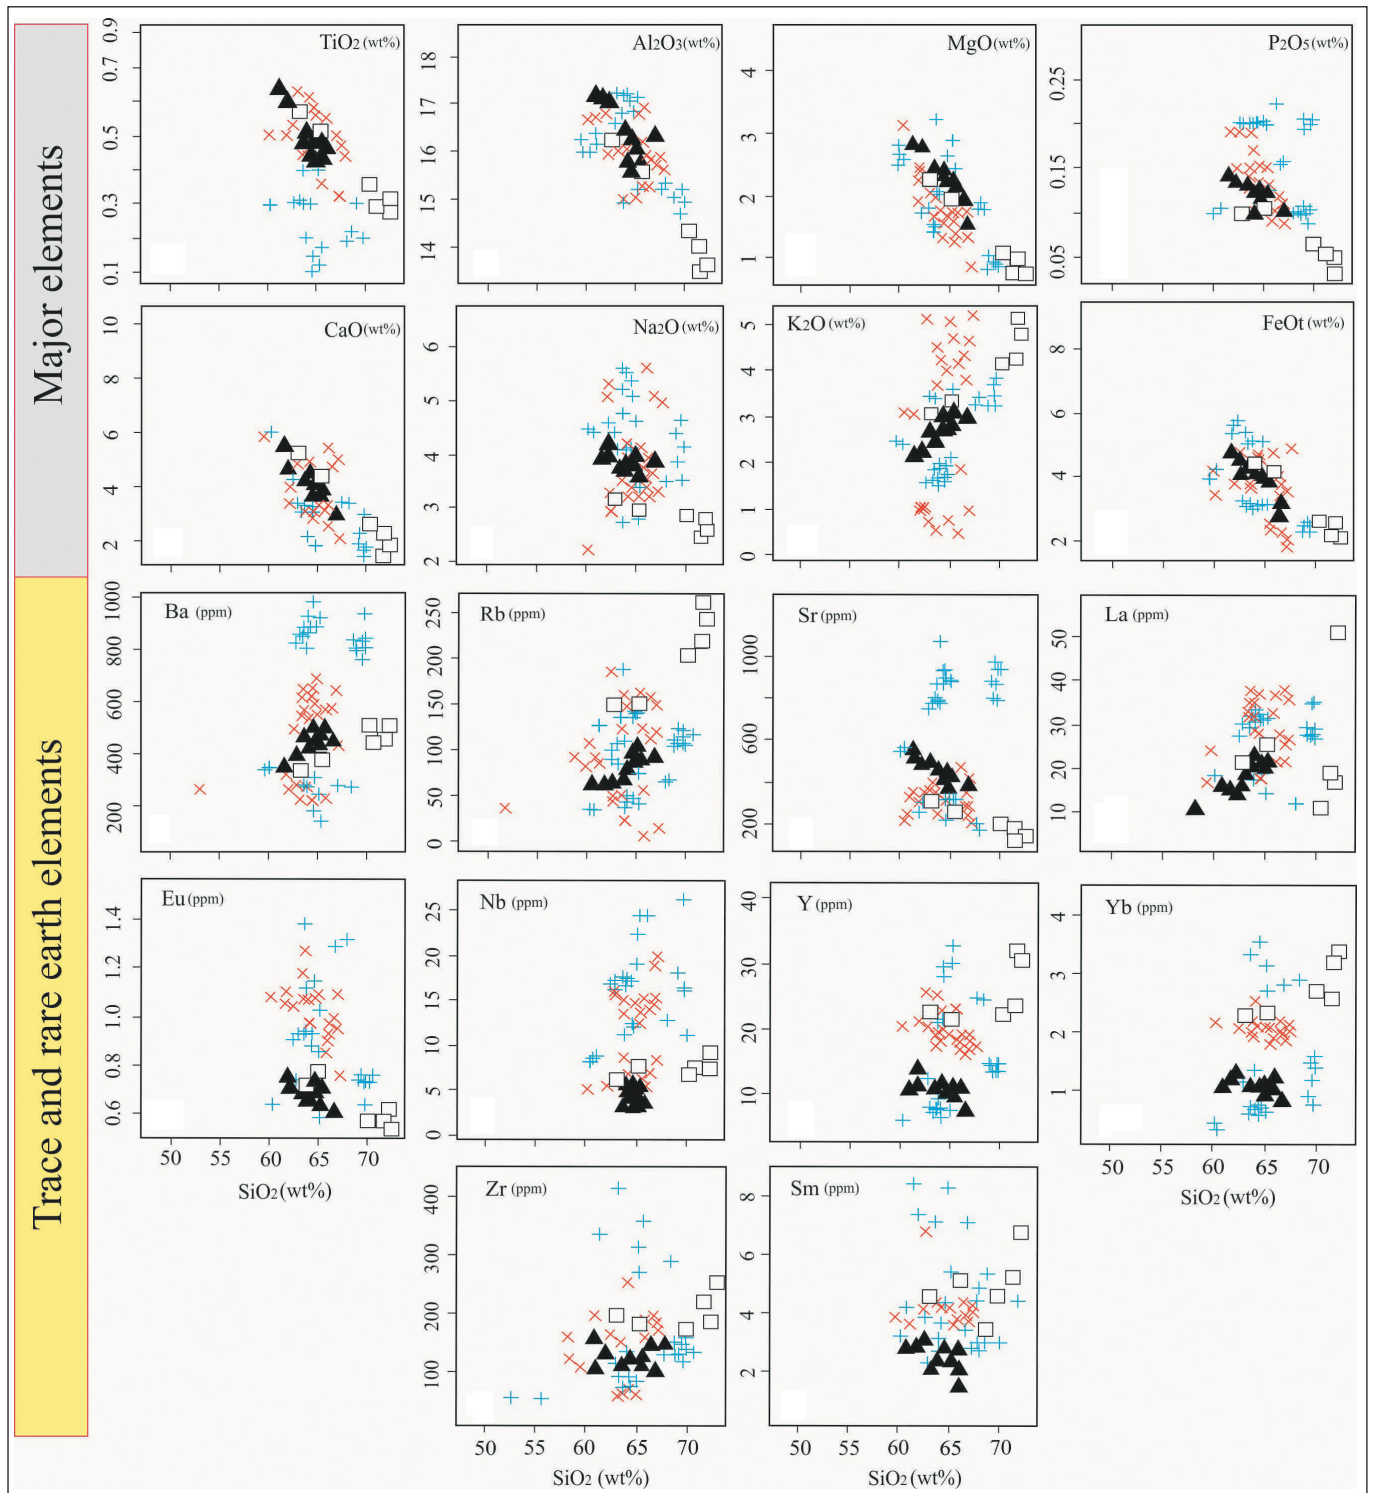 Major elements
Trace and rare earth elements
TiO2 (wt%)
0.9
0.7
0.5
0.3
0.1
Al2O3 (wt%)
18
17
16
15
14
MgO (wt%)
4
3
2
1
P2O5 (wt%)
0.25
0.15
0.05
CaO (wt%)
10
8
6
4
2
Na2O (wt%)
6
5
4
3
2
K2O (wt%)
5
4
3
2
1
0
FeOt (wt%)
8
6
4
2
Ba (ppm)
1000
800
600
400
200
Rb (ppm)
250
200
150
100
50
0
Sr (ppm)
1000
600
200
La (ppm)
50
40
30
20
10
Eu (ppm)
1.4
1.2
1.0
0.8
0.6
50 55 60 65 70
SiO2 (wt%)
Nb (ppm)
25
20
15
10
5
0
Y (ppm)
40
30
20
10
Yb (ppm)
4
3
2
1
50 55 60 65 70
SiO2 (wt%)
Zr (ppm)
400
300
200
100
50 55 60 65 70
SiO2 (wt%)
Sm (ppm)
8
6
4
2
50 55 60 65 70
SiO2 (wt%)